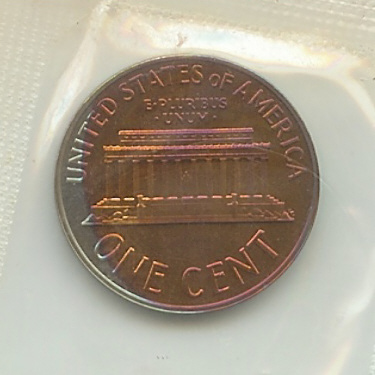 UNITED STATES oF AMERICA
E·PLURIBUS
·UNUM·
ONE CENT